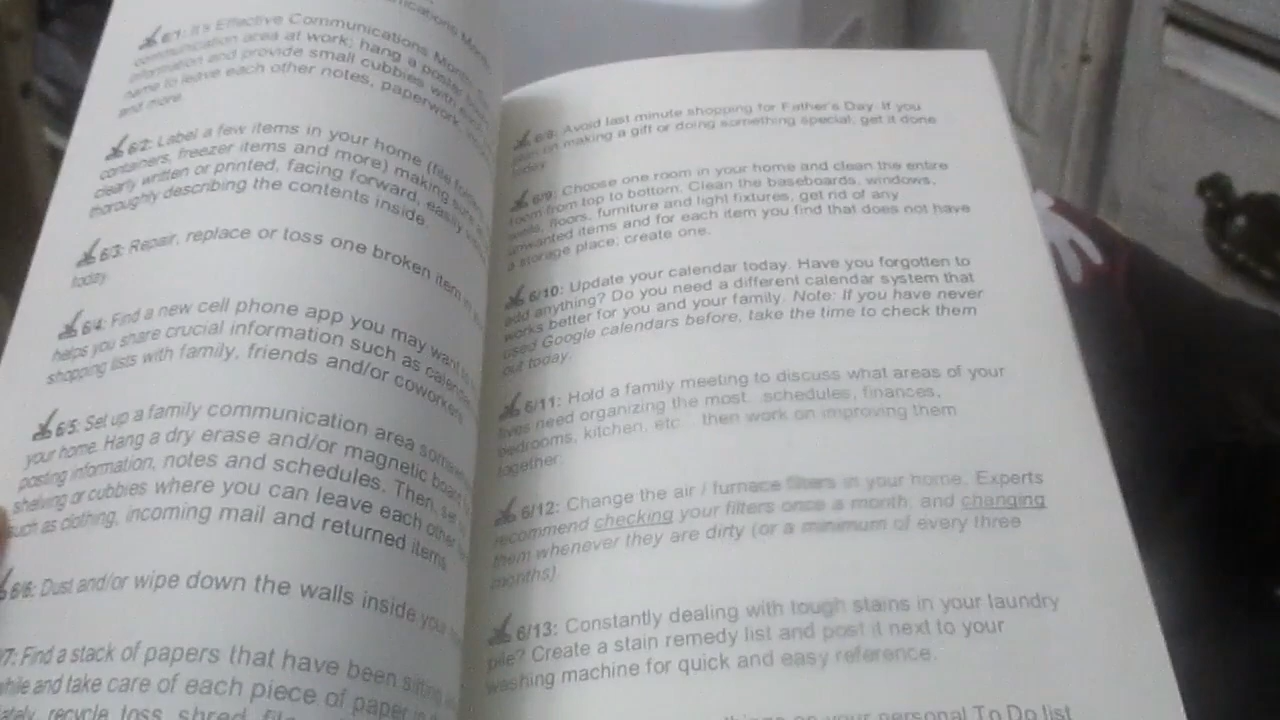 6/1: It's Effective Communications Month.
communication area at work; hang a poster
information and provide small cubbies with
name to leave each other notes, paperwork,
and more.
6/2: Label a few items in your home (file
containers, freezer items and more) making
clearly written or printed, facing forward, easily
thoroughly describing the contents inside.
6/3: Repair, replace or toss one broken item in
today.
6/4: Find a new cell phone app you may want
helps you share crucial information such as
shopping lists with family, friends and/or coworkers.
6/5: Set up a family communication area
your home. Hang a dry erase and/or magnetic board
posting information, notes and schedules. Then, set
shelving or cubbies where you can leave each other
such as clothing, incoming mail and returned items.
6/6: Dust and/or wipe down the walls inside your
7: Find a stack of papers that have been sitting
while and take care of each piece of paper
recycle, toss, shred, file
6/8: Avoid last minute shopping for Father's Day. If you
plan on making a gift or doing something special, get it done
today.
6/9: Choose one room in your home and clean the entire
room from top to bottom. Clean the baseboards, windows,
walls, floors, furniture and light fixtures, get rid of any
unwanted items and for each item you find that does not have
a storage place, create one.
6/10: Update your calendar today. Have you forgotten to
add anything? Do you need a different calendar system that
works better for you and your family. Note: If you have never
used Google calendars before, take the time to check them
out today.
6/11: Hold a family meeting to discuss what areas of your
lives need organizing the most.. schedules, finances,
bedrooms, kitchen, etc... then work on improving them
together.
6/12: Change the air / furnace filters in your home. Experts
recommend checking your filters once a month, and changing
them whenever they are dirty (or a minimum of every three
months).
6/13: Constantly dealing with tough stains in your laundry
pile? Create a stain remedy list and post it next to your
washing machine for quick and easy reference.
things on your personal To Do list